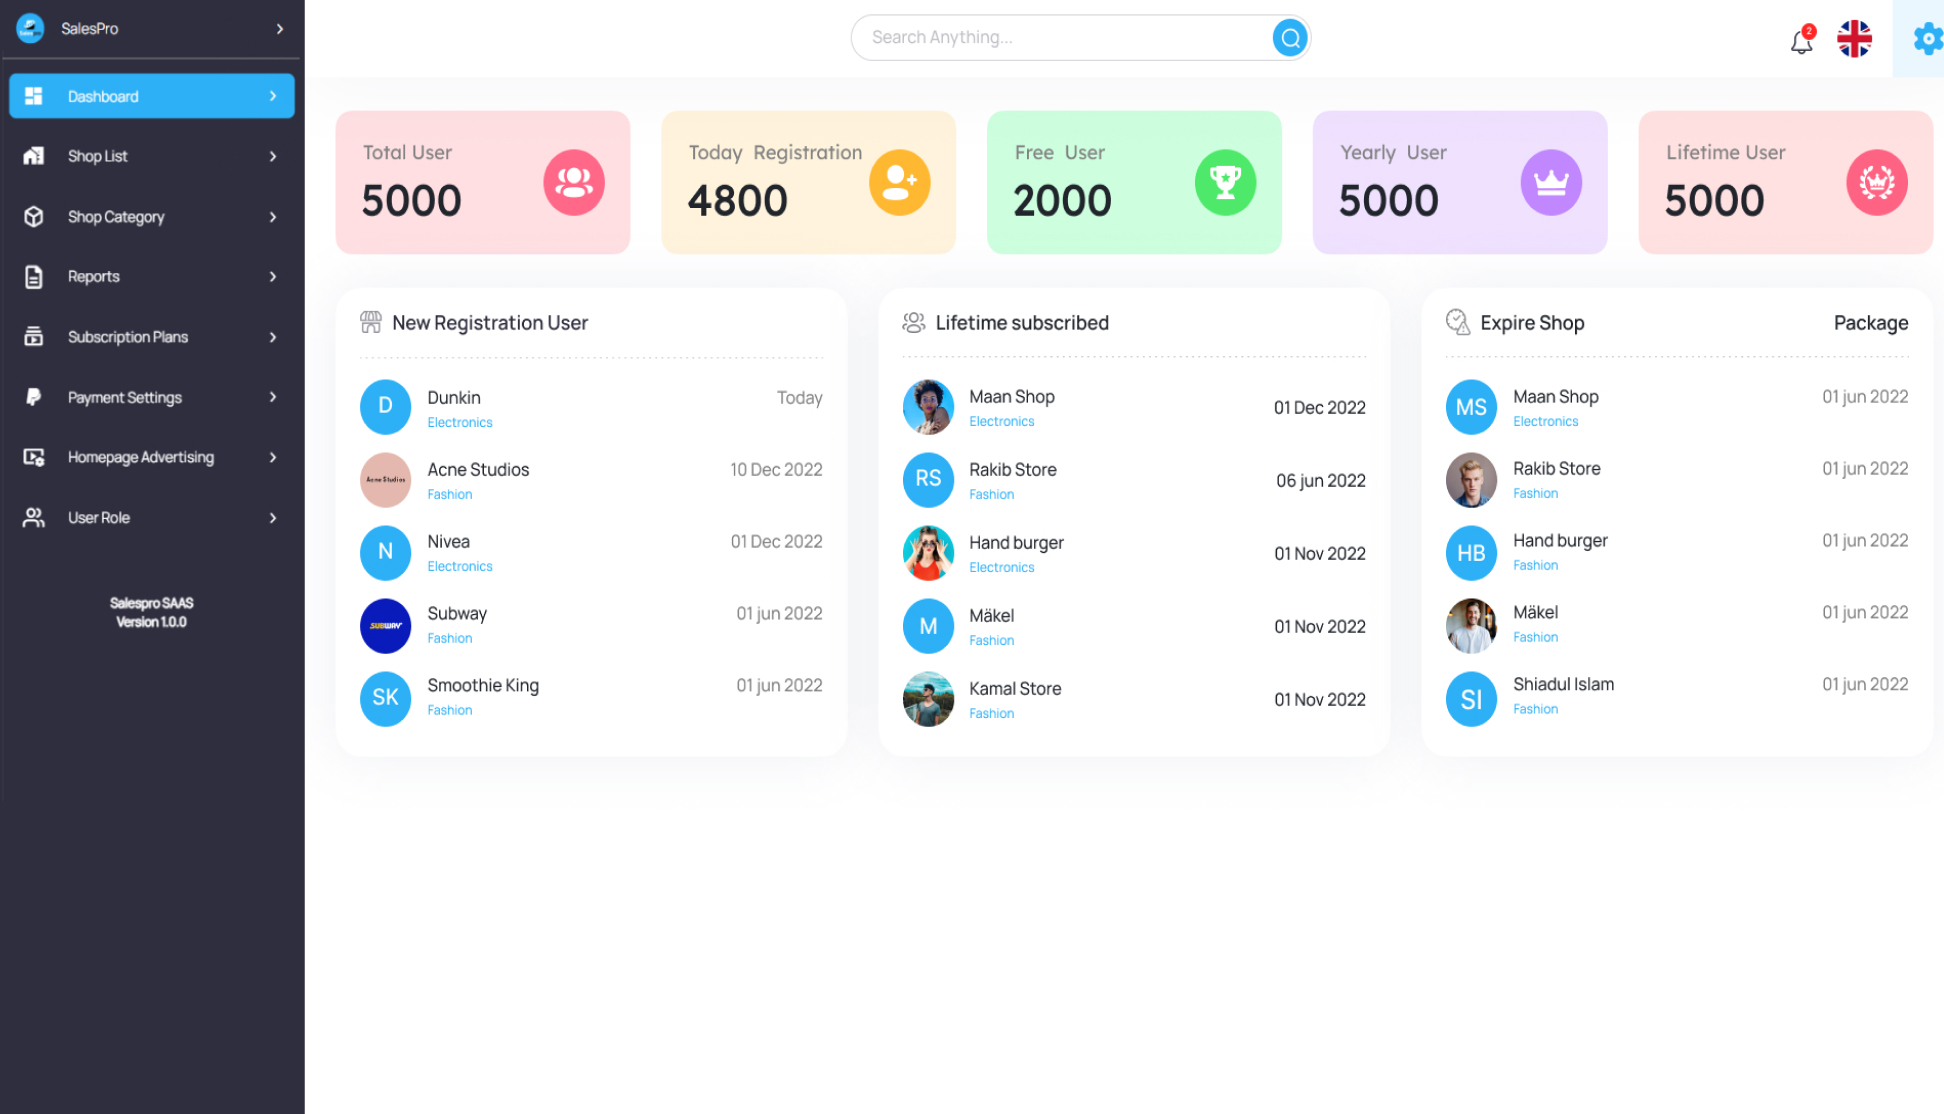 SalesPro
Dashboard
Shop List
Shop Category
Reports
Subscription Plans
Payment Settings
Homepage Advertising
User Role
Salespro SAAS
Version 1.0.0
Search Anything...
2
Total User
5000
Today Registration
4800
Free User
2000
Yearly User
5000
Lifetime User
5000
New Registration User
D
Dunkin
Today
Electronics
Acne Studios
Acne Studios
10 Dec 2022
Fashion
N
Nivea
01 Dec 2022
Electronics
SUBWAY
Subway
01 jun 2022
Fashion
SK
Smoothie King
01 jun 2022
Fashion
Lifetime subscribed
Maan Shop
01 Dec 2022
Electronics
RS
Rakib Store
06 jun 2022
Fashion
Hand burger
01 Nov 2022
Electronics
M
Mäkel
01 Nov 2022
Fashion
Kamal Store
01 Nov 2022
Fashion
Expire Shop
Package
MS
Maan Shop
01 jun 2022
Electronics
Rakib Store
01 jun 2022
Fashion
HB
Hand burger
01 jun 2022
Fashion
Mäkel
01 jun 2022
Fashion
SI
Shiadul Islam
01 jun 2022
Fashion